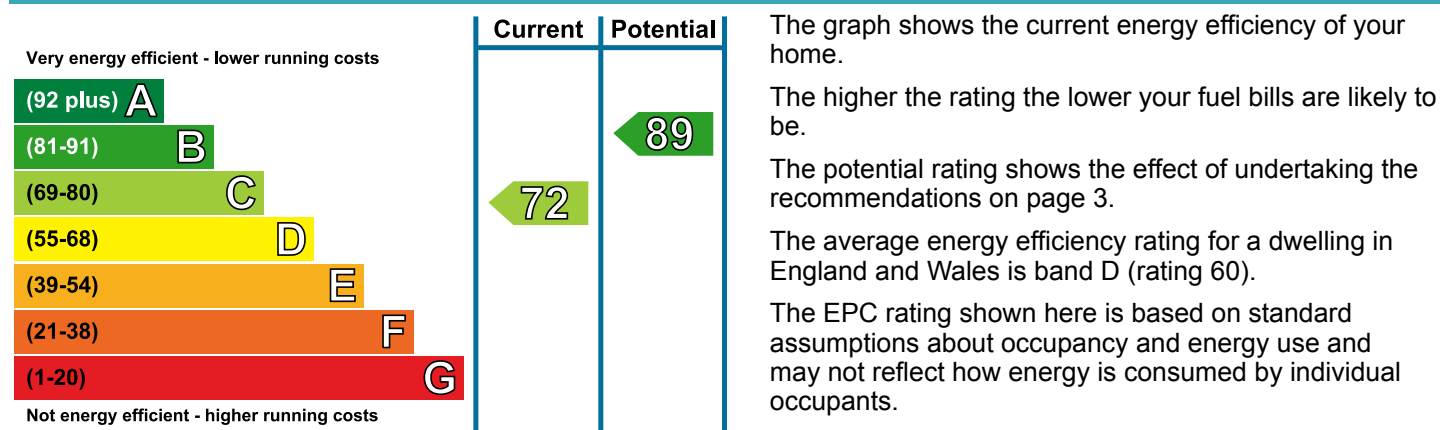 Current Potential
Very energy efficient - lower running costs
(92 plus) A
(81-91) B
(69-80) C
(55-68) D
(39-54) E
(21-38) F
(1-20) G
Not energy efficient - higher running costs
72
89
The graph shows the current energy efficiency of your
home.
The higher the rating the lower your fuel bills are likely to
be.
The potential rating shows the effect of undertaking the
recommendations on page 3.
The average energy efficiency rating for a dwelling in
England and Wales is band D (rating 60).
The EPC rating shown here is based on standard
assumptions about occupancy and energy use and
may not reflect how energy is consumed by individual
occupants.